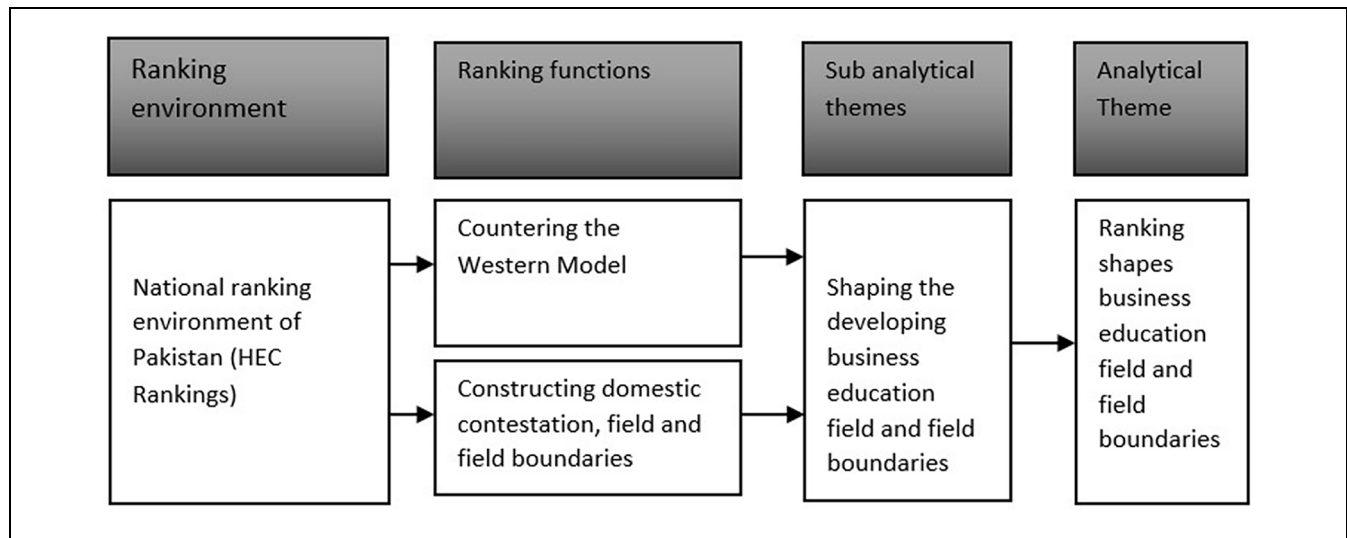 Ranking
environment
Ranking functions
Sub analytical
themes
Analytical
Theme
National ranking
environment of
Pakistan (HEC
Rankings)
Countering the
Western Model
Constructing domestic
contestation, field and
field boundaries
Shaping the
developing
business
education
field and field
boundaries
Ranking
shapes
business
education
field and
field
boundaries